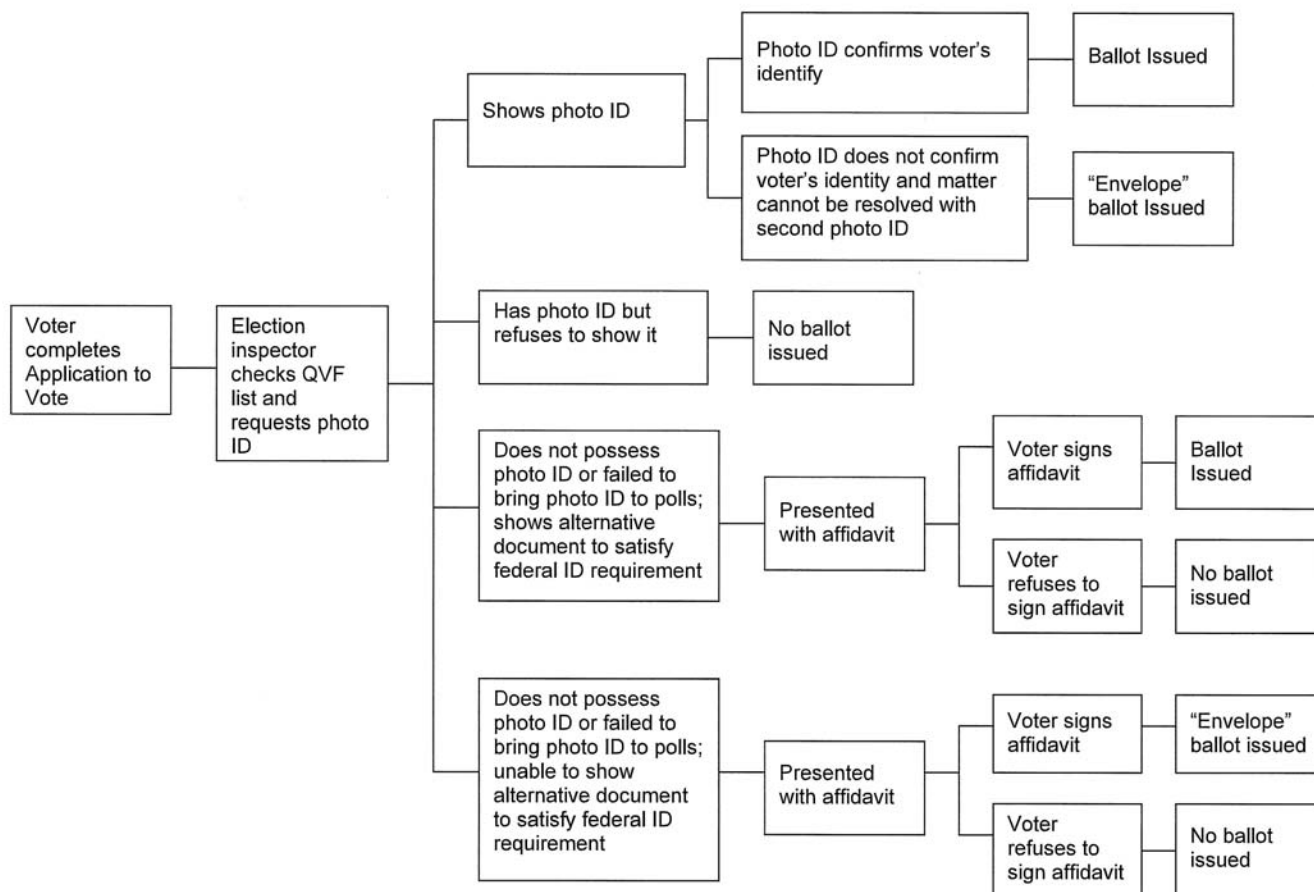 Voter
completes
Application to
Vote
Election
inspector
checks QVF
list and
requests photo
ID
Shows photo ID
Photo ID confirms voter's
identify
Ballot Issued
Photo ID does not confirm
voter's identity and matter
cannot be resolved with
second photo ID
“Envelope”
ballot Issued
Has photo ID but
refuses to show it
No ballot
issued
Does not possess
photo ID or failed to
bring photo ID to polls;
shows alternative
document to satisfy
federal ID requirement
Presented
with affidavit
Voter signs
affidavit
Ballot
Issued
Voter
refuses to
sign affidavit
No ballot
issued
Does not possess
photo ID or failed to
bring photo ID to polls;
unable to show
alternative document
to satisfy federal ID
requirement
Presented
with affidavit
Voter signs
affidavit
“Envelope”
ballot issued
Voter
refuses to
sign affidavit
No ballot
issued